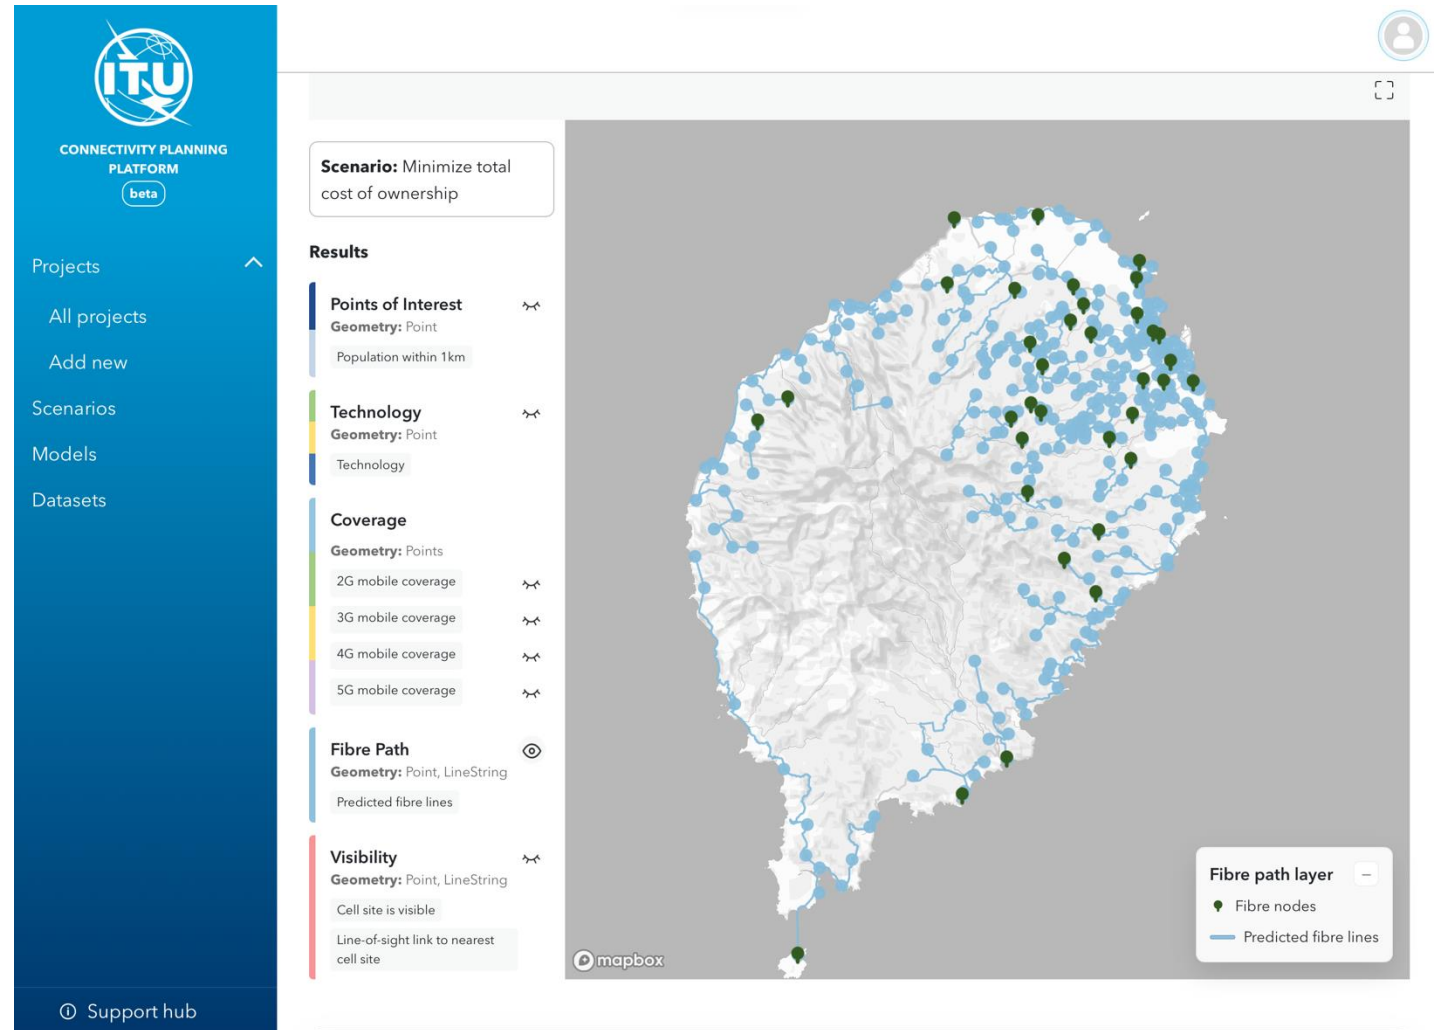 ITU
CONNECTIVITY PLANNING
PLATFORM
beta
Projects
All projects
Add new
Scenarios
Models
Datasets
Support hub
Scenario: Minimize total
cost of ownership
Results
Points of Interest
Geometry: Point
Population within 1km
Technology
Geometry: Point
Technology
Coverage
Geometry: Points
2G mobile coverage
3G mobile coverage
4G mobile coverage
5G mobile coverage
Fibre Path
Geometry: Point, LineString
Predicted fibre lines
Visibility
Geometry: Point, LineString
Cell site is visible
Line-of-sight link to nearest
cell site
mapbox
Fibre path layer
Fibre nodes
Predicted fibre lines